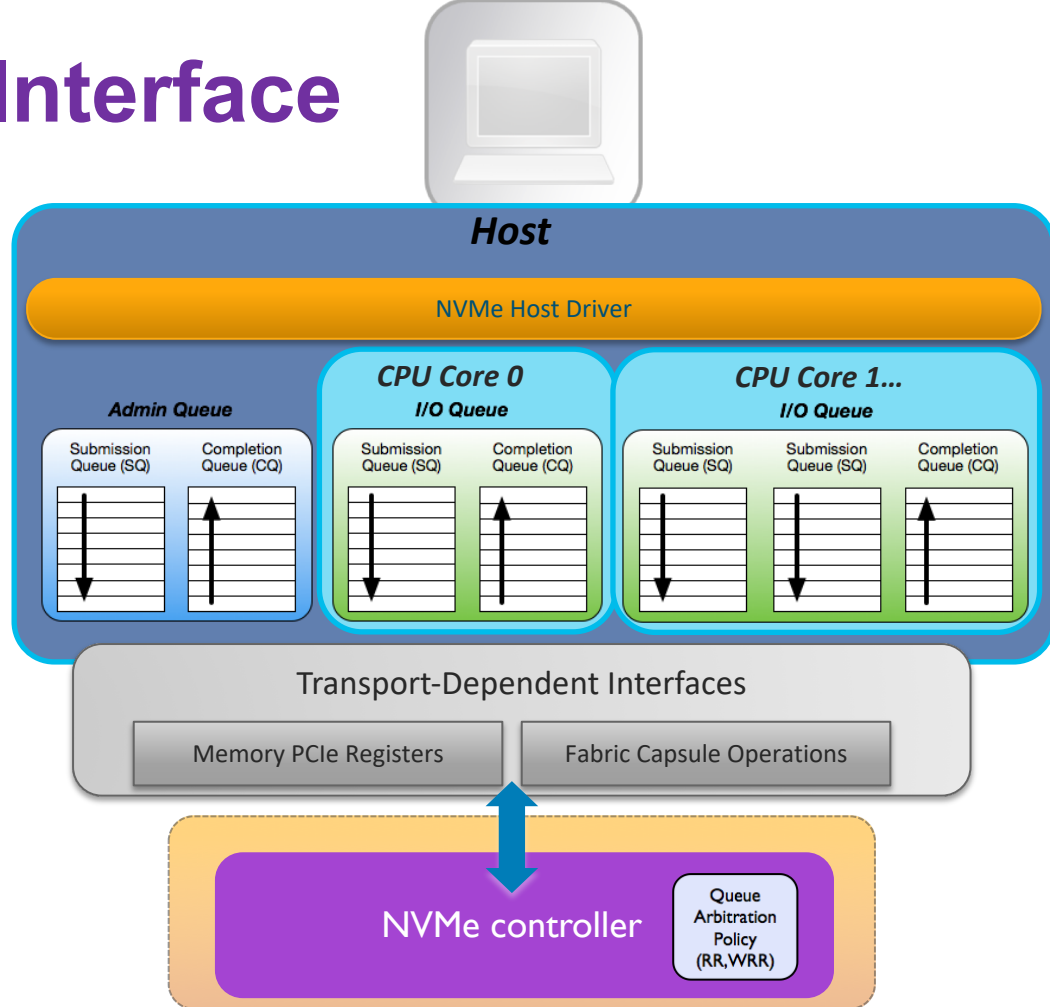 Interface
Host
NVMe Host Driver
CPU Core 0
CPU Core 1...
Admin Queue
I/O Queue
I/O Queue
Submission
Queue (SQ)
Completion
Queue (CQ)
Submission
Queue (SQ)
Completion
Queue (CQ)
Submission
Queue (SQ)
Submission
Queue (SQ)
Completion
Queue (CQ)
Transport-Dependent Interfaces
Memory PCIe Registers
Fabric Capsule Operations
NVMe controller
Queue
Arbitration
Policy
(RR,WRR)